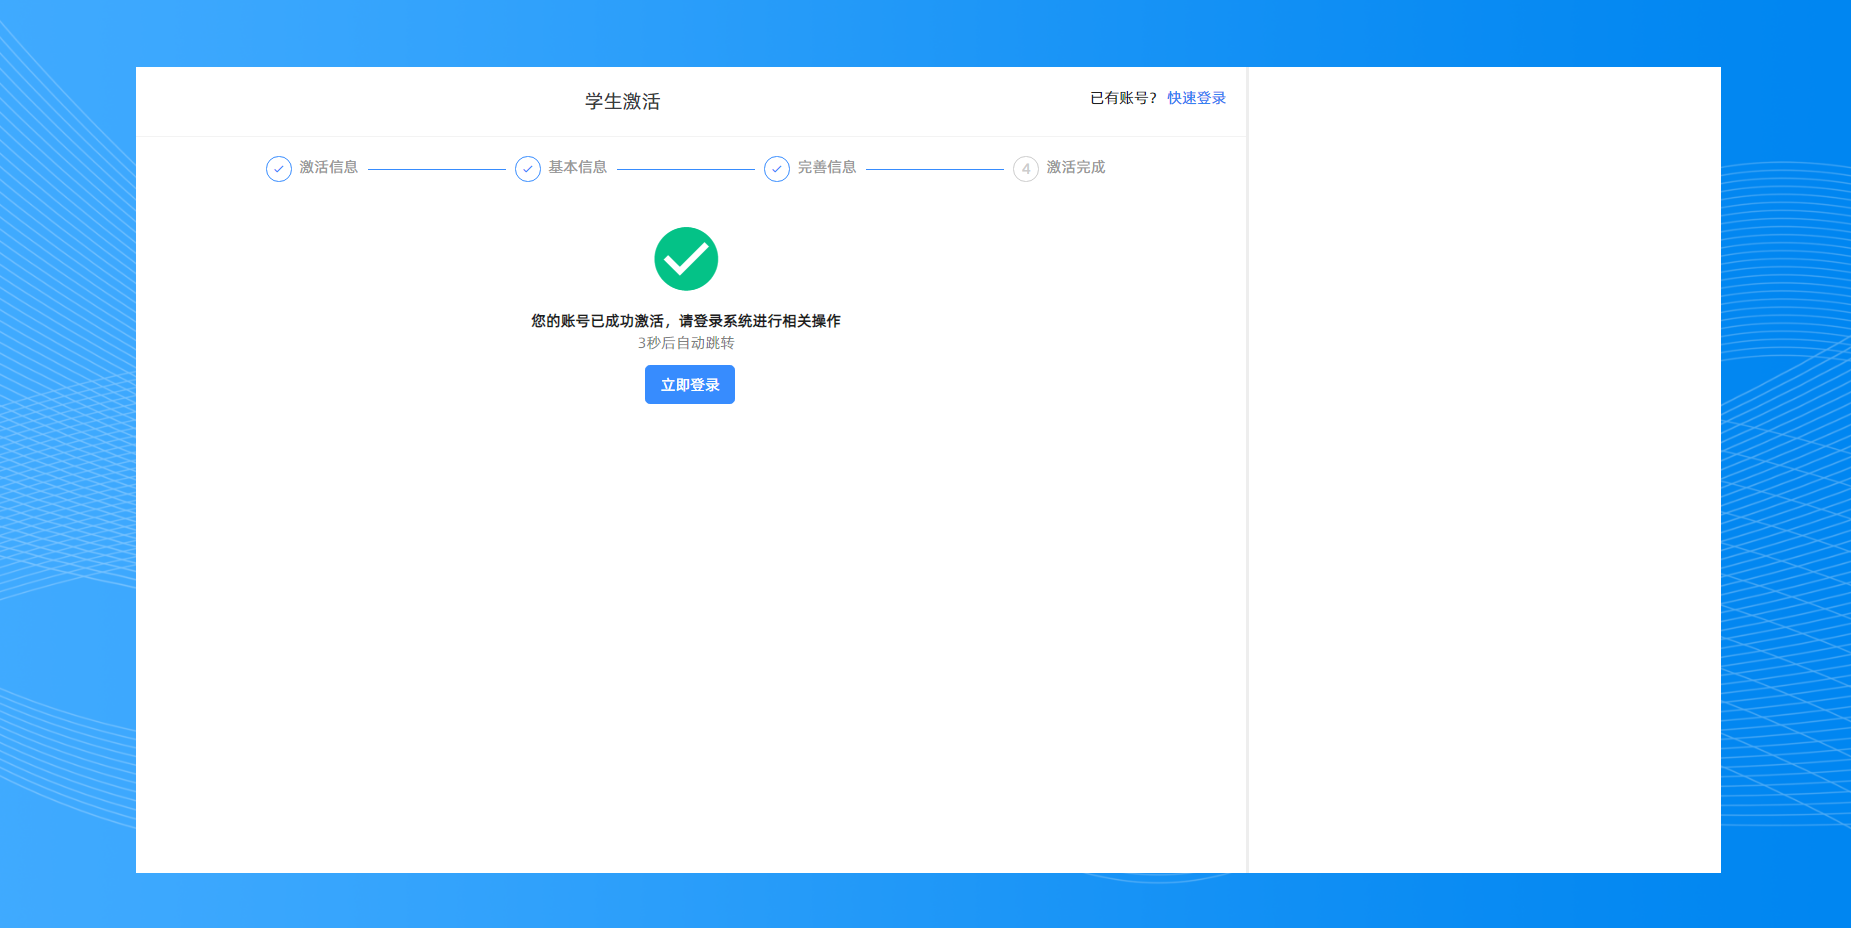 学生激活
已有账号? 快速登录
激活信息
基本信息
完善信息
4 激活完成
您的账号已成功激活，请登录系统进行相关操作
3秒后自动跳转
立即登录